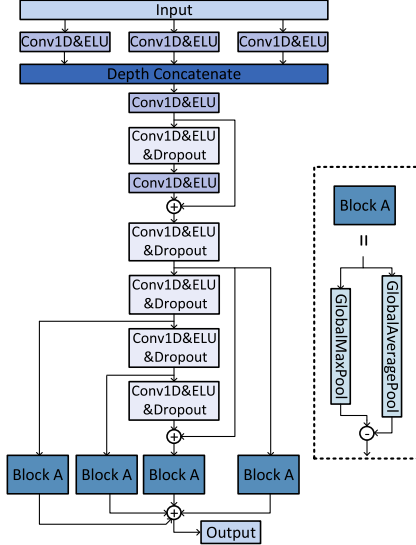 Input
Conv1D&ELU
Conv1D&ELU
Conv1D&ELU
Depth Concatenate
Conv1D&ELU
Conv1D&ELU
&Dropout
Conv1D&ELU
+
Conv1D&ELU
&Dropout
Conv1D&ELU
&Dropout
Conv1D&ELU
&Dropout
Conv1D&ELU
&Dropout
+
Block A
Block A
Block A
Block A
+
Output
Block A
=
GlobalMaxPool
GlobalAveragePool
-